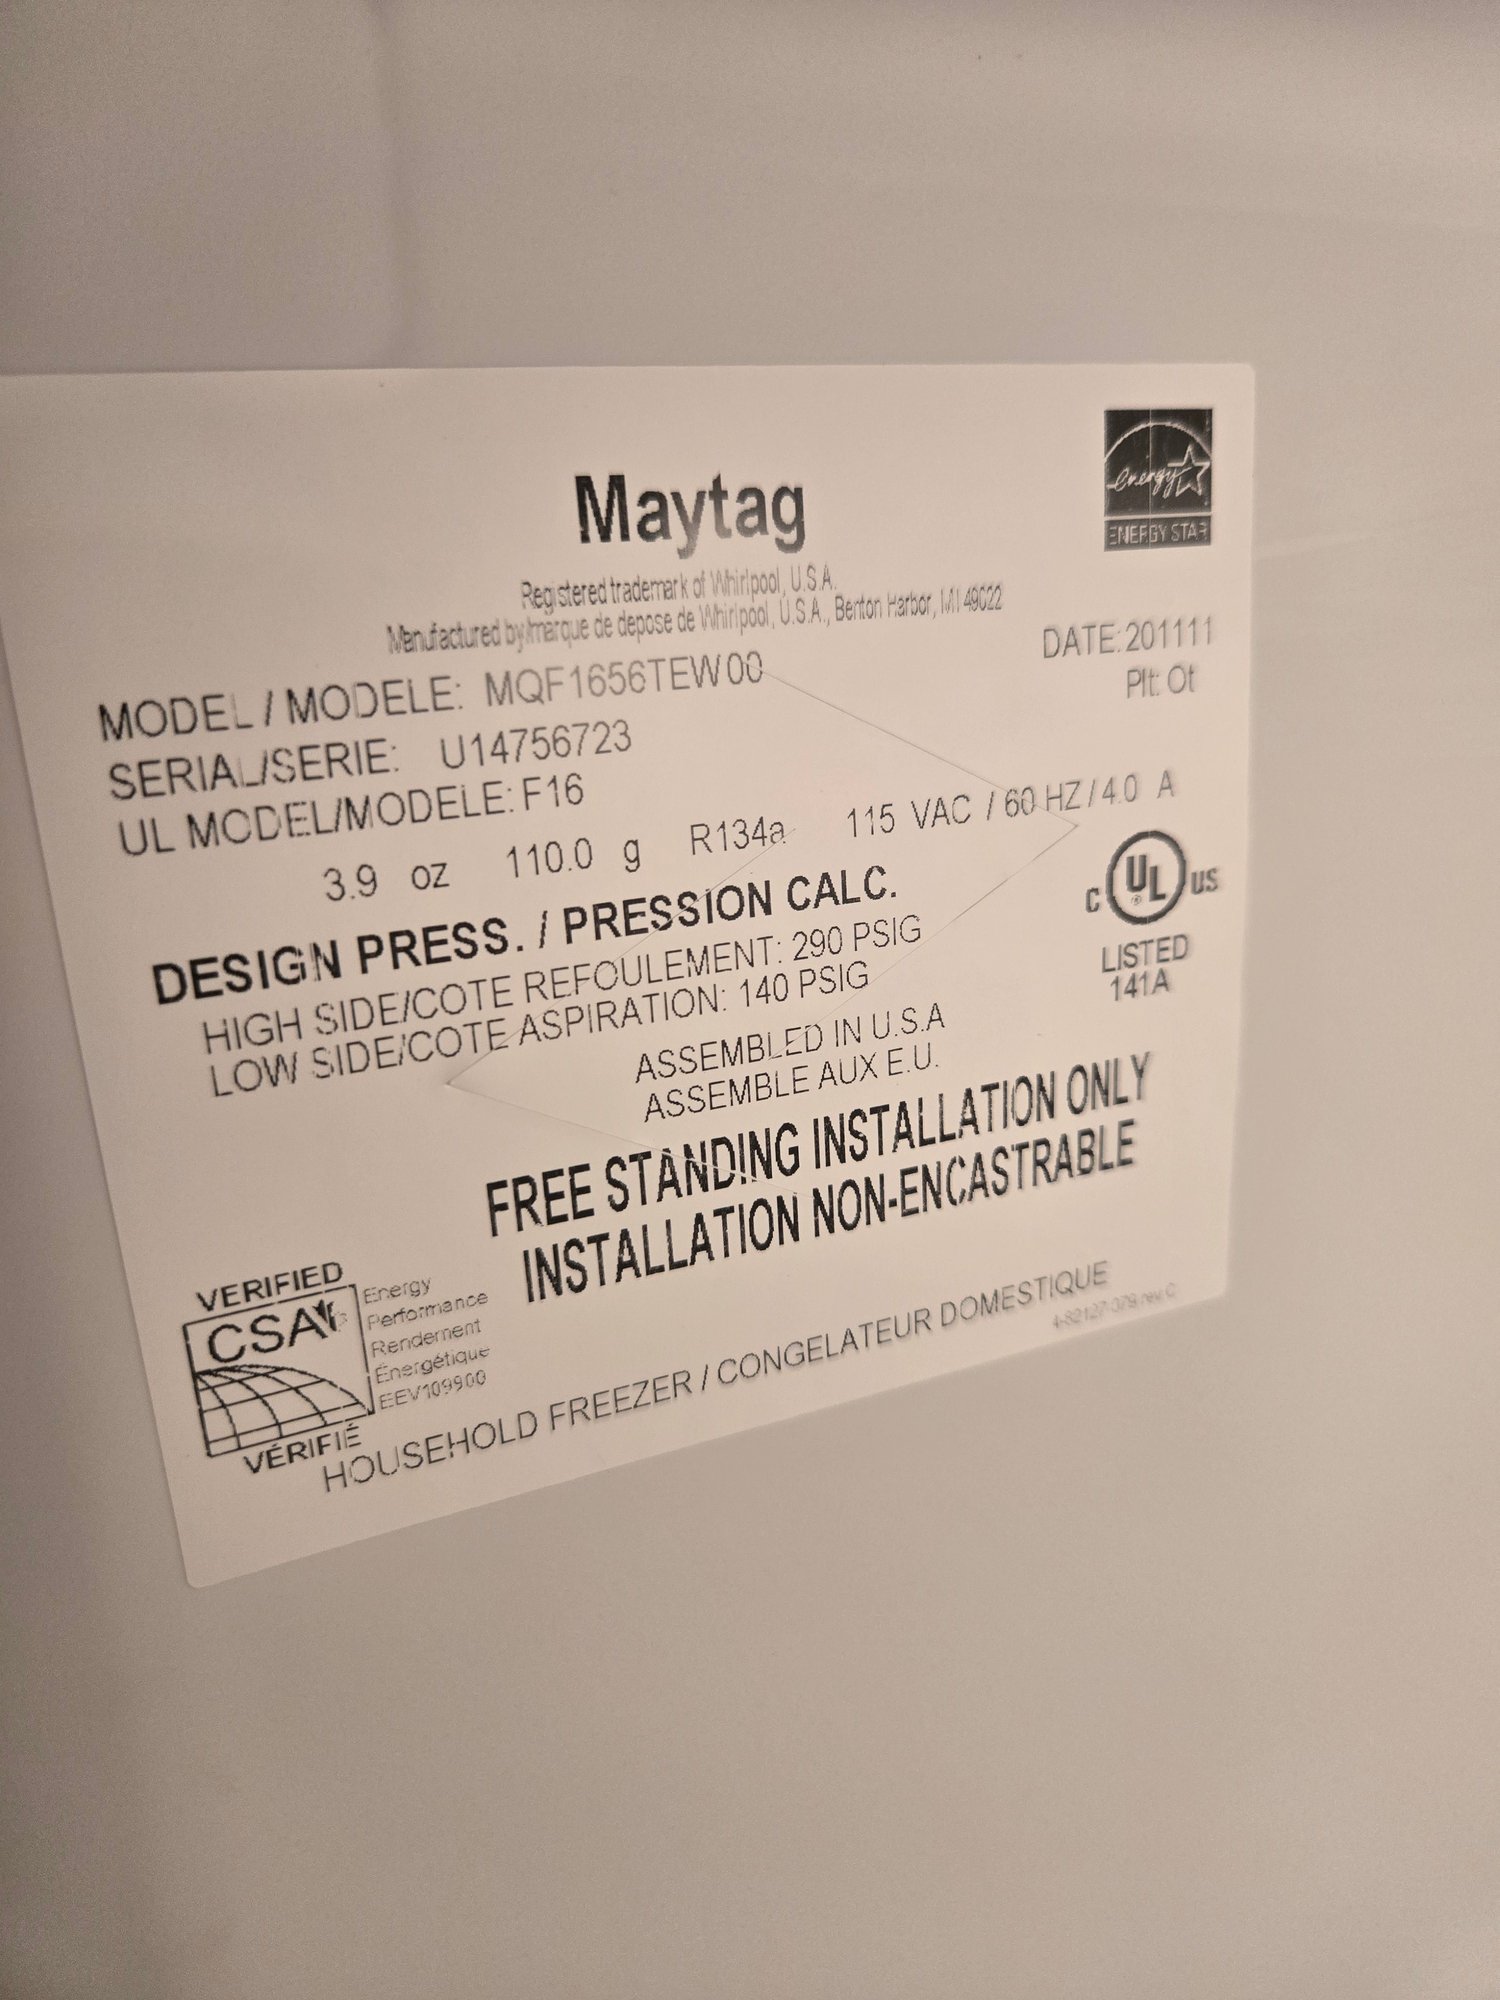 Maytag
energy
ENERGY STAR
Registered trademark of Whirlpool, U.S.A.
Manufactured by/marque de depose de Whirlpool, U.S.A., Benton Harbor, MI 49022
DATE: 201111
Plt: Ot
MODEL / MODELE: MQF1656TEW00
SERIAL/SERIE: U14756723
UL MODEL/MODELE: F16
3.9 oz 110.0 g R134a 115 VAC / 60 HZ / 4.0 A
DESIGN PRESS. / PRESSION CALC.
HIGH SIDE/COTE REFOULEMENT: 290 PSIG
LOW SIDE/COTE ASPIRATION: 140 PSIG
C UL ® US
LISTED
141A
ASSEMBLED IN U.S.A
ASSEMBLE AUX E.U.
FREE STANDING INSTALLATION ONLY
INSTALLATION NON-ENCASTRABLE
VERIFIED
CSA
VÉRIFIÉ
Energy
Performance
Rendement
Énergétique
EEV109900
HOUSEHOLD FREEZER / CONGELATEUR DOMESTIQUE